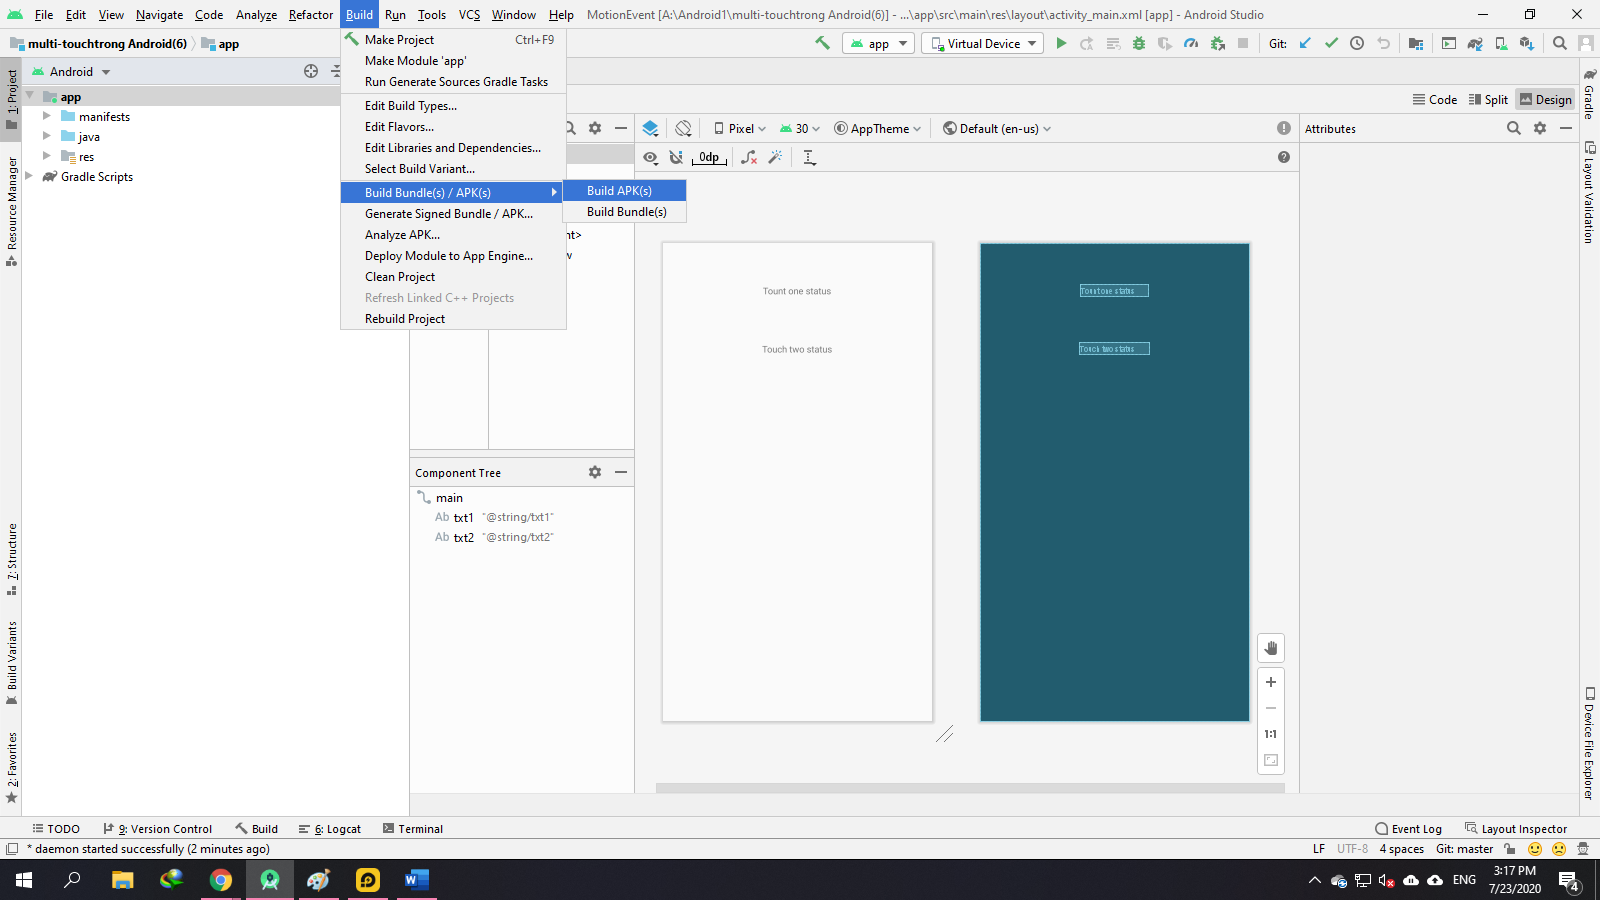 File Edit View Navigate Code Analyze Refactor Build Run Tools VCS Window Help MotionEvent [A:\Android1\multi-touchtrong Android(6)] - ...\app\src\main\res\layout\activity_main.xml [app] - Android Studio
multi-touchtrong Android(6) app
app Virtual Device Git:
Android
app
manifests
java
res
Gradle Scripts
Make Project Ctrl+F9
Make Module 'app'
Run Generate Sources Gradle Tasks
Edit Build Types...
Edit Flavors...
Edit Libraries and Dependencies...
Select Build Variant...
Build Bundle(s) / APK(s)
Generate Signed Bundle / APK...
Analyze APK...
Deploy Module to App Engine...
Clean Project
Refresh Linked C++ Projects
Rebuild Project
Build APK(s)
Build Bundle(s)
nt>
w
Code Split Design
Pixel 30 AppTheme Default (en-us)
0dp
Attributes
Tount one status
Touch two status
Tount one status
Touch two status
Component Tree
main
Ab txt1 "@string/txt1"
Ab txt2 "@string/txt2"
1:1
1: Project
Resource Manager
7: Structure
Build Variants
2: Favorites
Gradle
Layout Validation
Device File Explorer
TODO 9: Version Control Build 6: Logcat Terminal Event Log Layout Inspector
* daemon started successfully (2 minutes ago) LF UTF-8 4 spaces Git: master
ENG 3:17 PM
7/23/2020
4